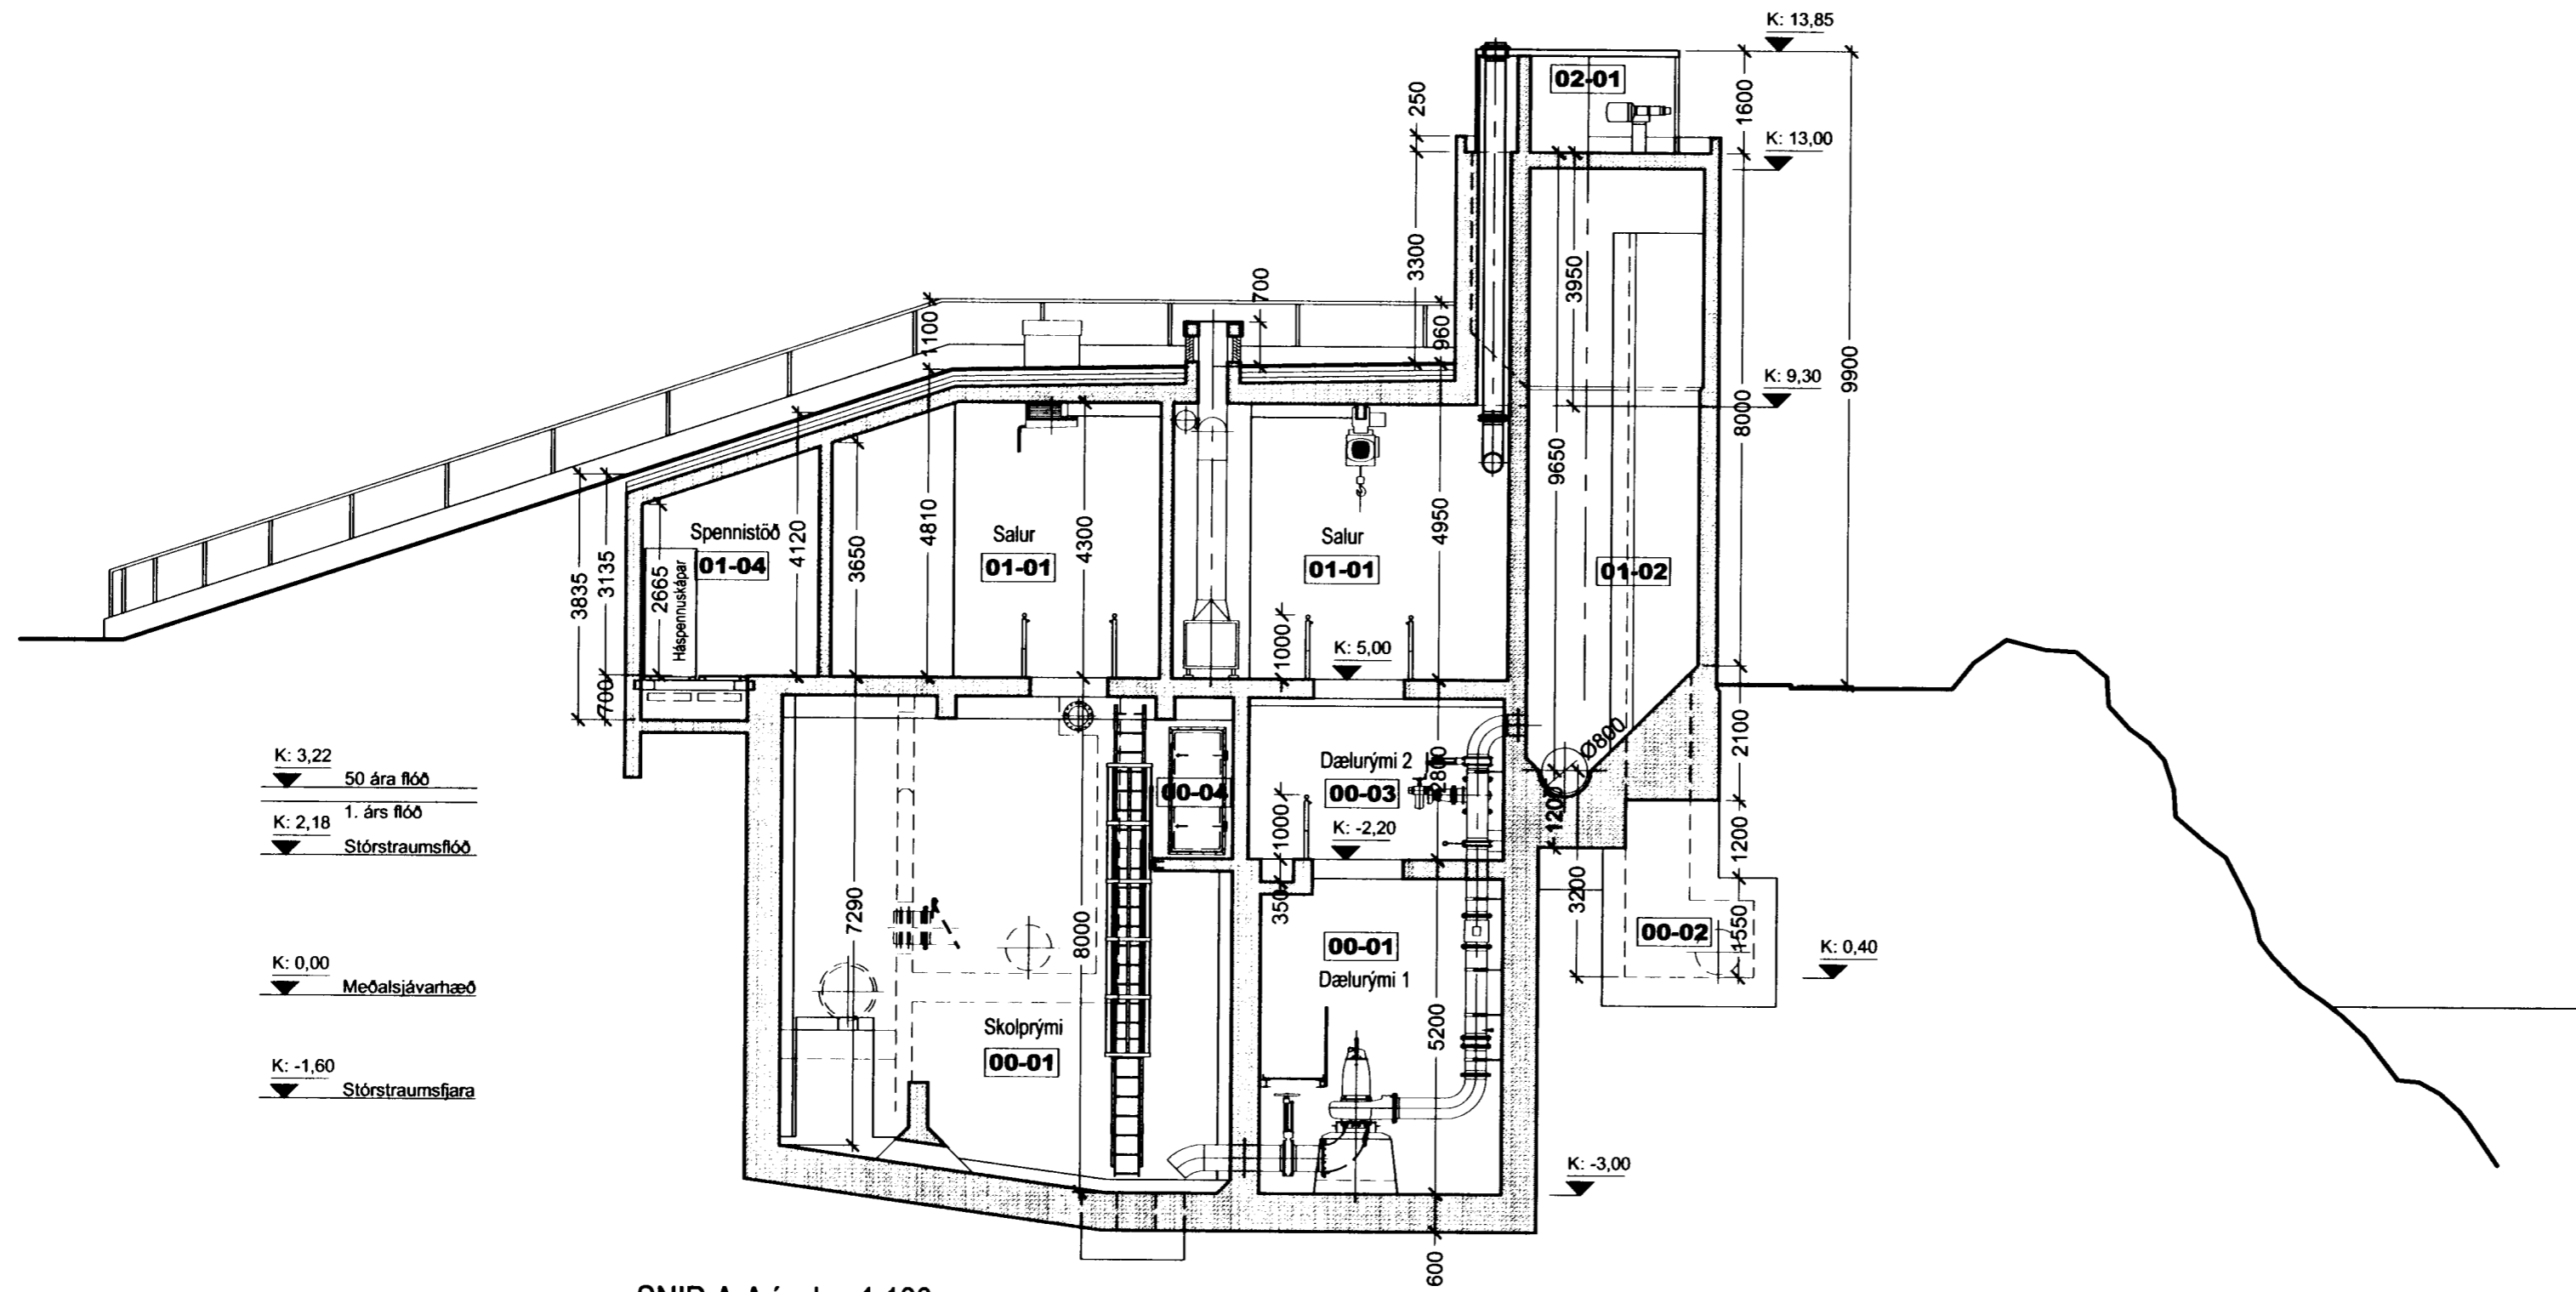 K: 13,85
02-01
250
1600
K: 13,00
3300
3950
9900
700
1100
960
K: 9,30
8000
9650
4120
3650
4810
4300
4950
Spennistöð
01-04
Salur
01-01
Salur
01-01
01-02
3835
3135
2665
Háspennuskápar
1000
K: 5,00
700
Ø800
2100
K: 3,22
50 ára flóð
1. árs flóð
K: 2,18
Stórstraumsflóð
Dælurými 2
00-03
2800
00-04
1000
K: -2,20
1200
1200
350
3200
7290
8000
00-01
Dælurými 1
00-02
1550
K: 0,40
K: 0,00
Meðalsjávarhæð
Skolprými
00-01
5200
K: -1,60
Stórstraumsfjara
K: -3,00
600